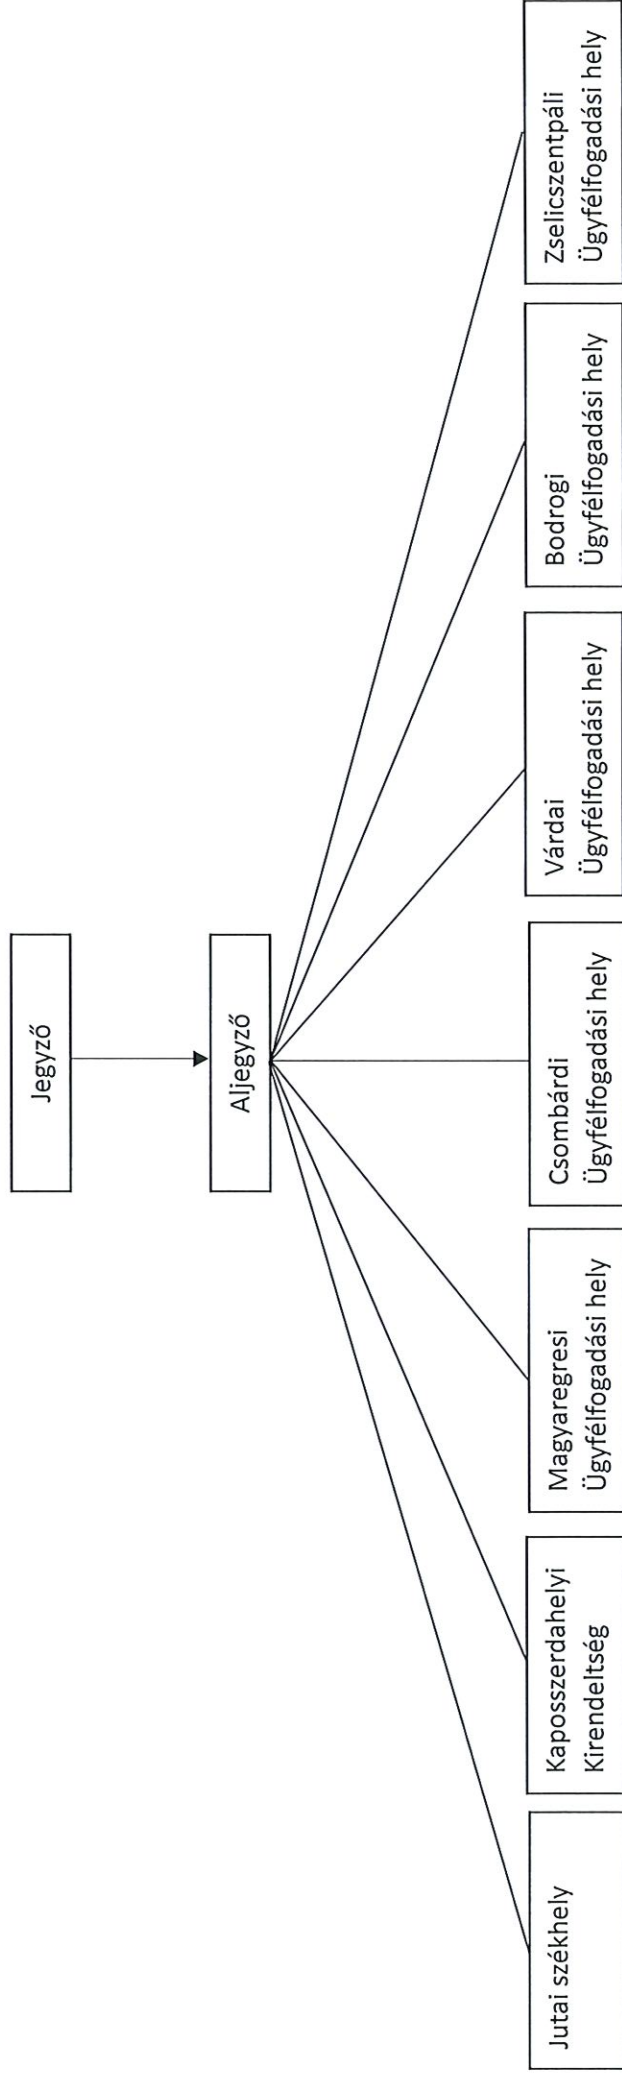 Jegyző
Aljegyző
Jutai székhely
Kaposszerdahelyi
Kirendeltség
Magyaregresi
Ügyfélfogadási hely
Csombárdi
Ügyfélfogadási hely
Várdai
Ügyfélfogadási hely
Bodrogi
Ügyfélfogadási hely
Zselicszentpáli
Ügyfélfogadási hely